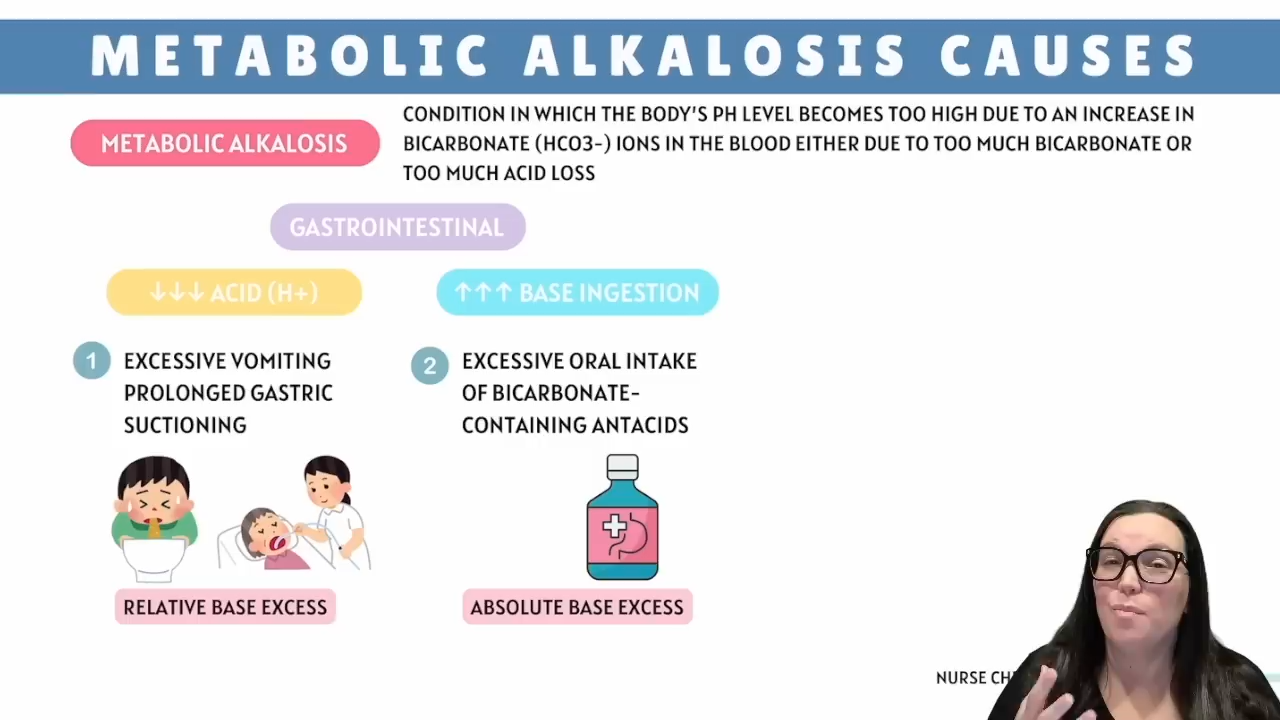 METABOLIC ALKALOSIS CAUSES
METABOLIC ALKALOSIS
CONDITION IN WHICH THE BODY'S PH LEVEL BECOMES TOO HIGH DUE TO AN INCREASE IN
BICARBONATE (HCO3-) IONS IN THE BLOOD EITHER DUE TO TOO MUCH BICARBONATE OR
TOO MUCH ACID LOSS
GASTROINTESTINAL
↓↓↓ ACID (H+)
↑↑↑ BASE INGESTION
1
EXCESSIVE VOMITING
PROLONGED GASTRIC
SUCTIONING
2
EXCESSIVE ORAL INTAKE
OF BICARBONATE-
CONTAINING ANTACIDS
RELATIVE BASE EXCESS
ABSOLUTE BASE EXCESS
NURSE